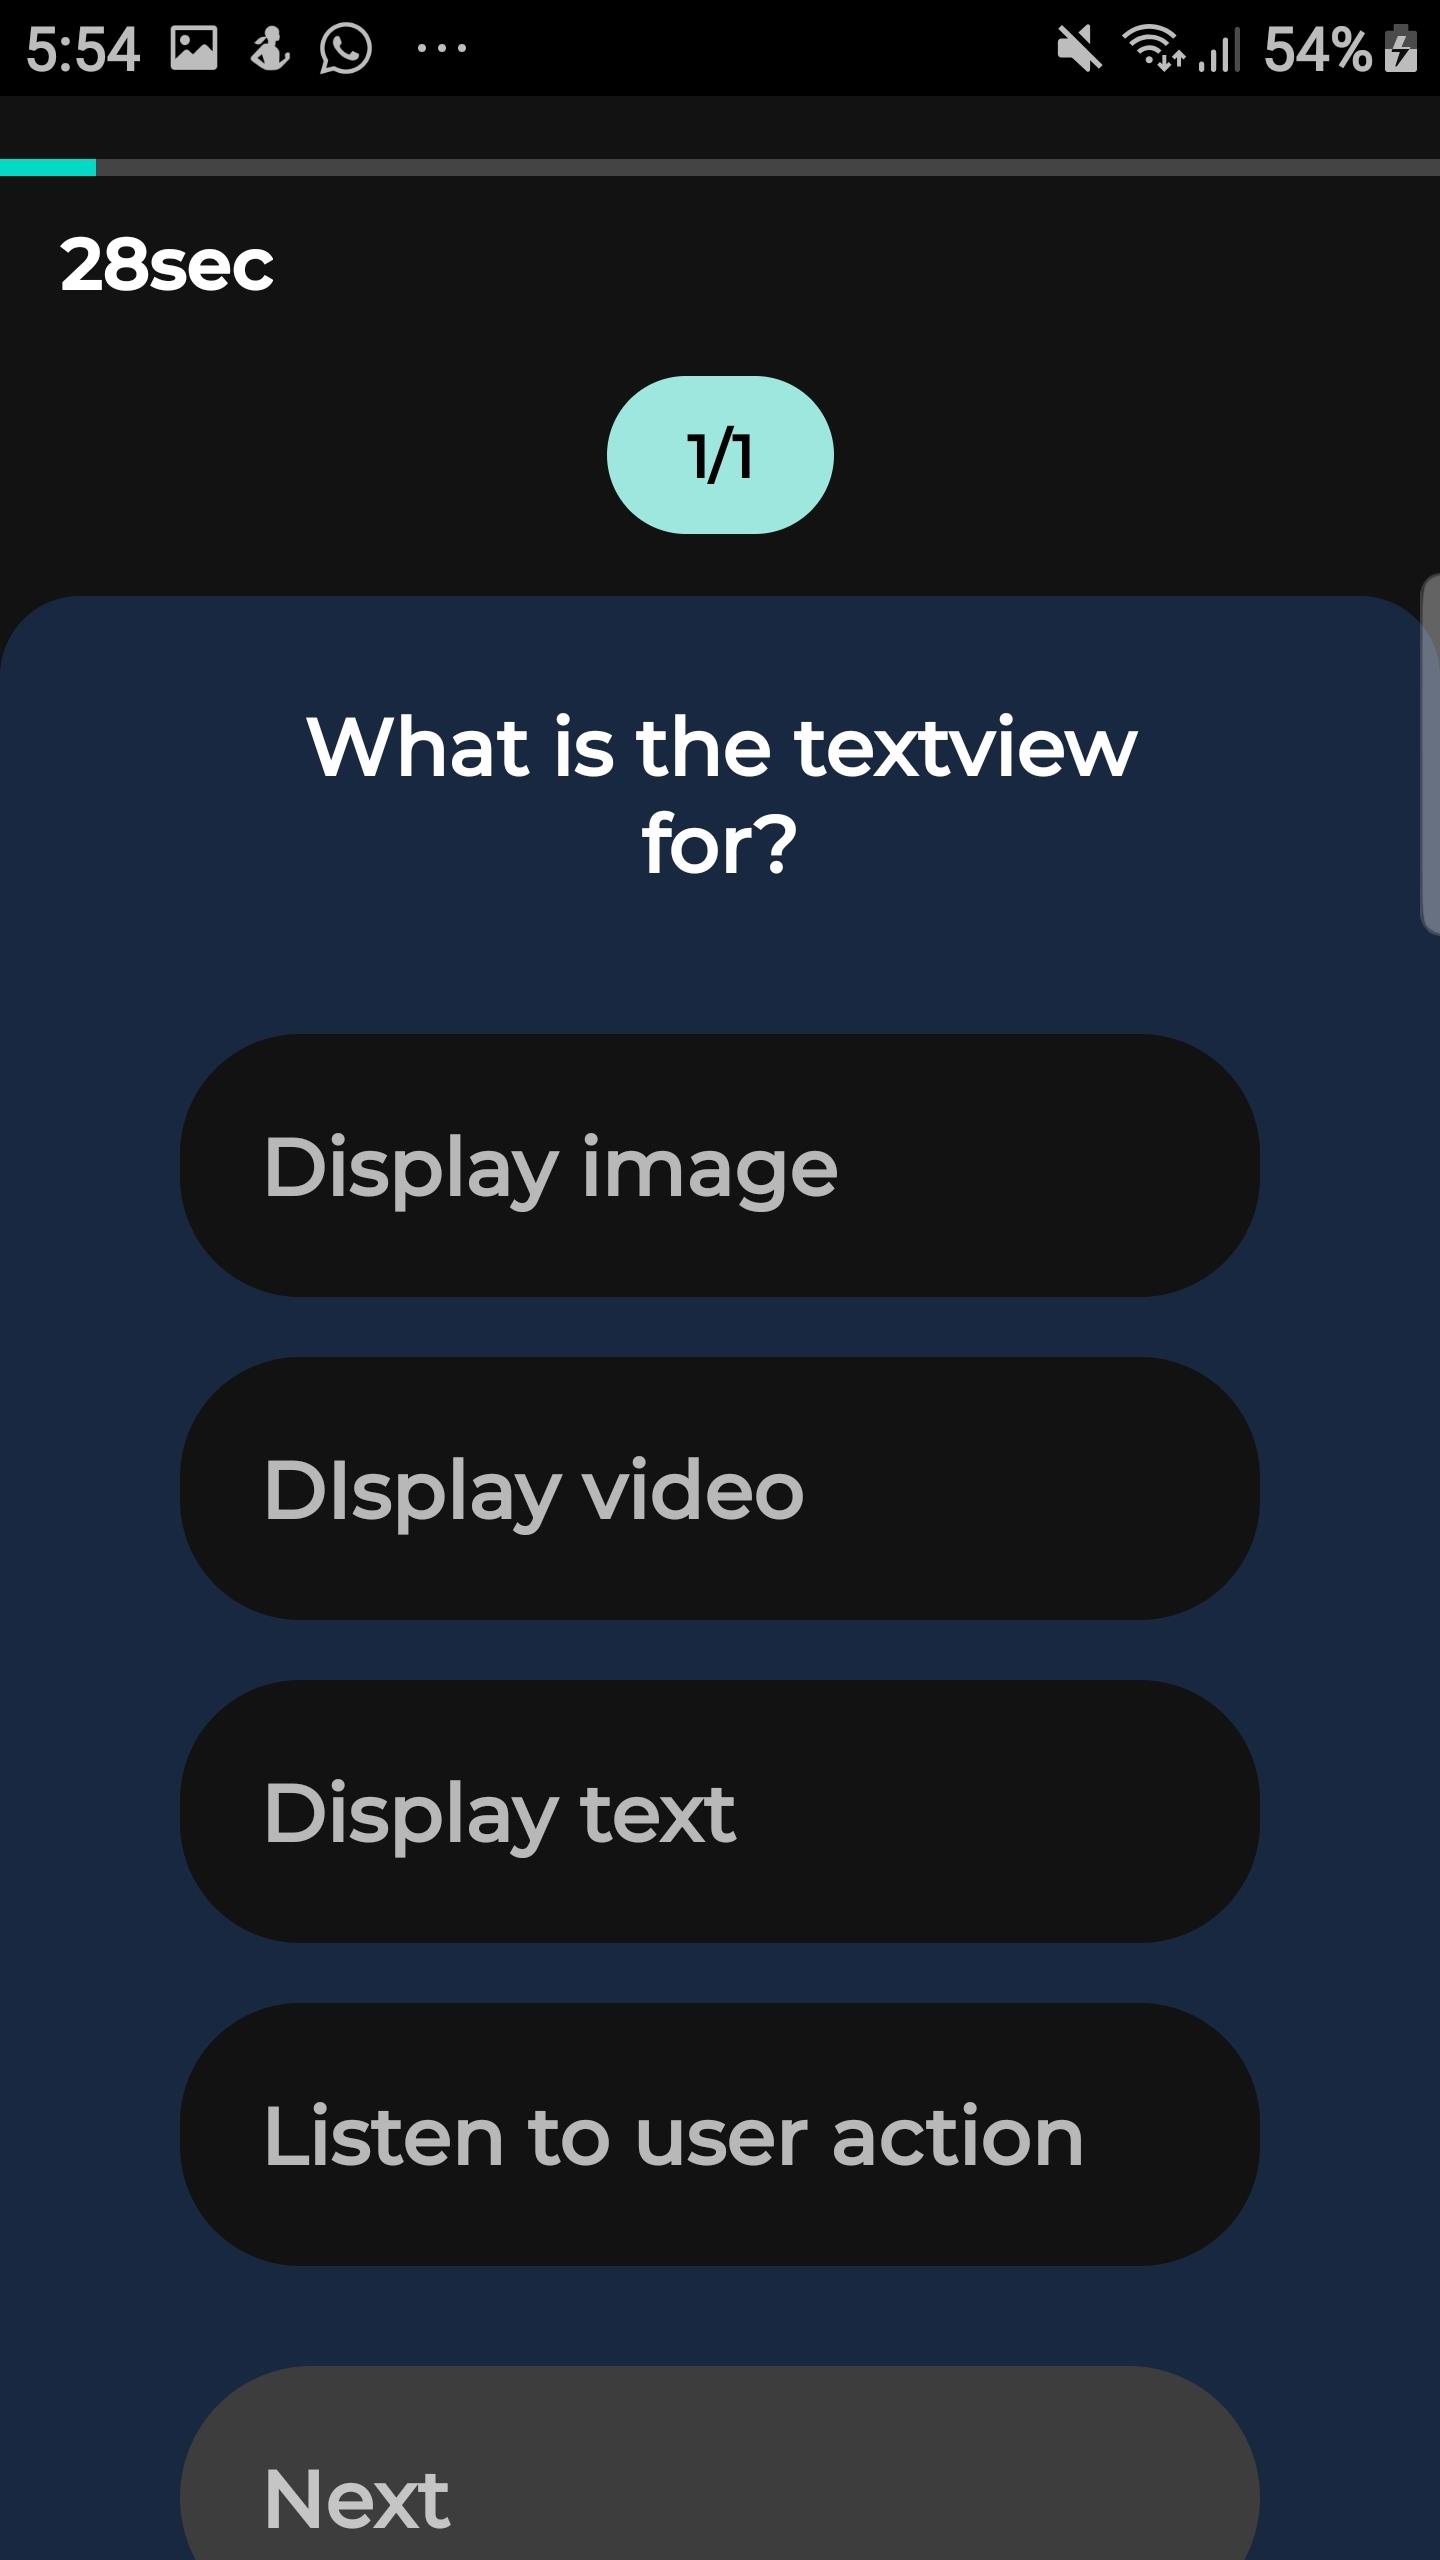 5:54 54%
28sec
1/1
What is the textview
for?
Display image
DIsplay video
Display text
Listen to user action
Next